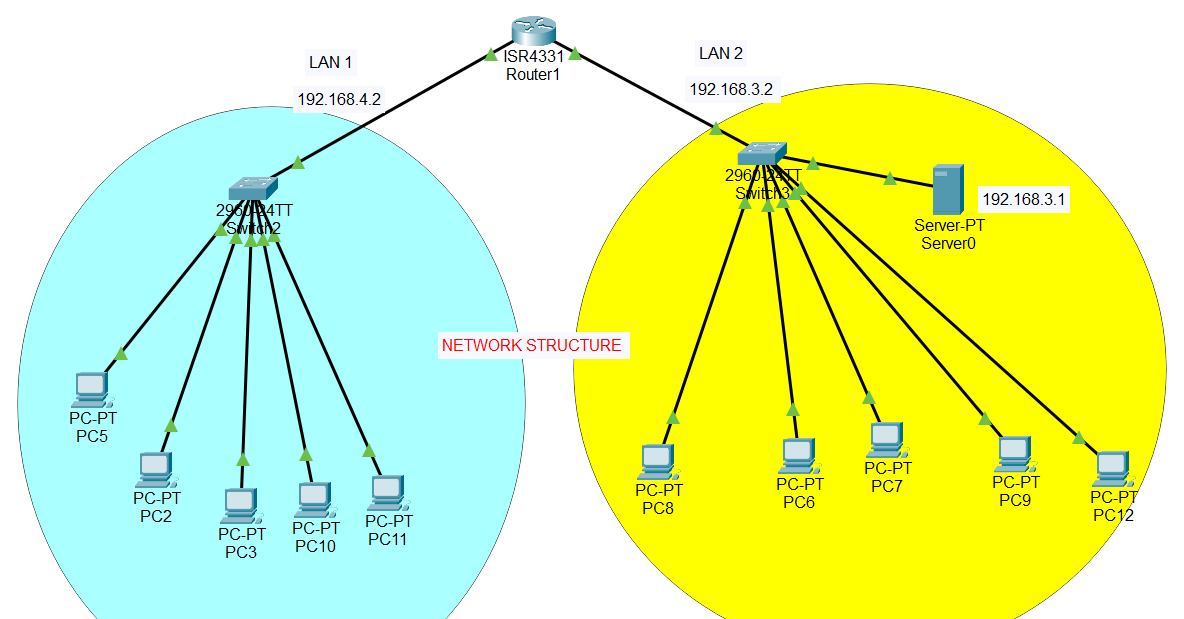 ISR4331
Router1
LAN 1
192.168.4.2
LAN 2
192.168.3.2
2960-24TT
Switch2
2960-24TT
Switch3
192.168.3.1
Server-PT
Server0
NETWORK STRUCTURE
PC-PT
PC5
PC-PT
PC2
PC-PT
PC3
PC-PT
PC10
PC-PT
PC11
PC-PT
PC8
PC-PT
PC6
PC-PT
PC7
PC-PT
PC9
PC-PT
PC12